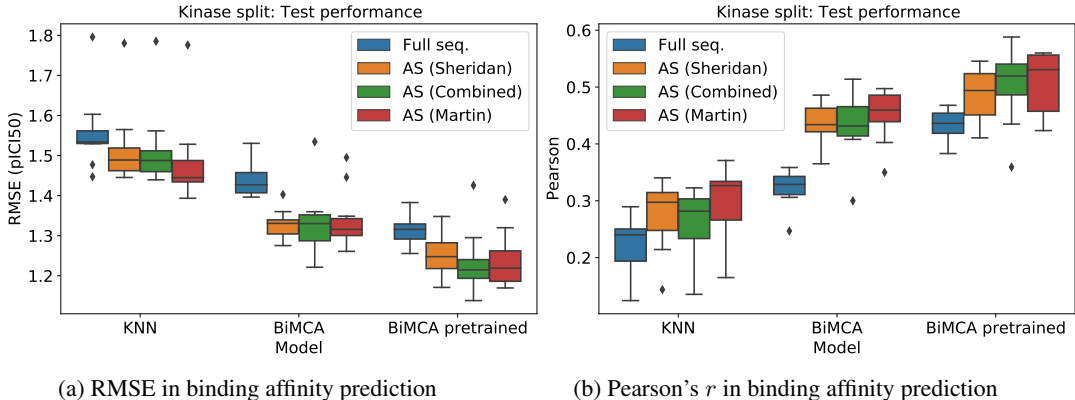 Kinase split: Test performance
1.8
1.7
1.6
1.5
1.4
1.3
1.2
RMSE (pICI50)
Full seq.
AS (Sheridan)
AS (Combined)
AS (Martin)
KNN
BiMCA
BiMCA pretrained
Model
(a) RMSE in binding affinity prediction
Kinase split: Test performance
0.6
0.5
0.4
0.3
0.2
Pearson
Full seq.
AS (Sheridan)
AS (Combined)
AS (Martin)
KNN
BiMCA
BiMCA pretrained
Model
(b) Pearson's r in binding affinity prediction